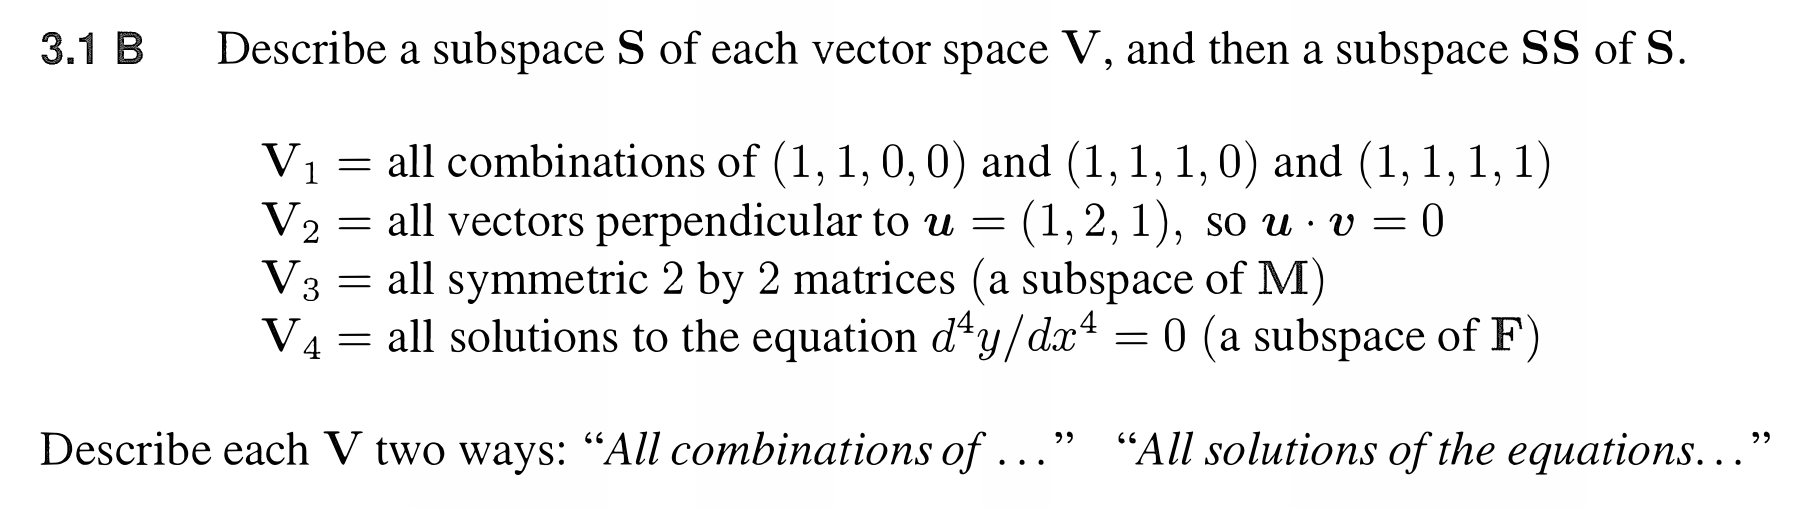 3.1 B Describe a subspace S of each vector space V, and then a subspace SS of S.
V₁ = all combinations of (1, 1, 0, 0) and (1, 1, 1, 0) and (1, 1, 1, 1)
V₂ = all vectors perpendicular to u = (1, 2, 1), so u · v = 0
V₃ = all symmetric 2 by 2 matrices (a subspace of M)
V₄ = all solutions to the equation d⁴y/dx⁴ = 0 (a subspace of F)
Describe each V two ways: “All combinations of ...” “All solutions of the equations...”